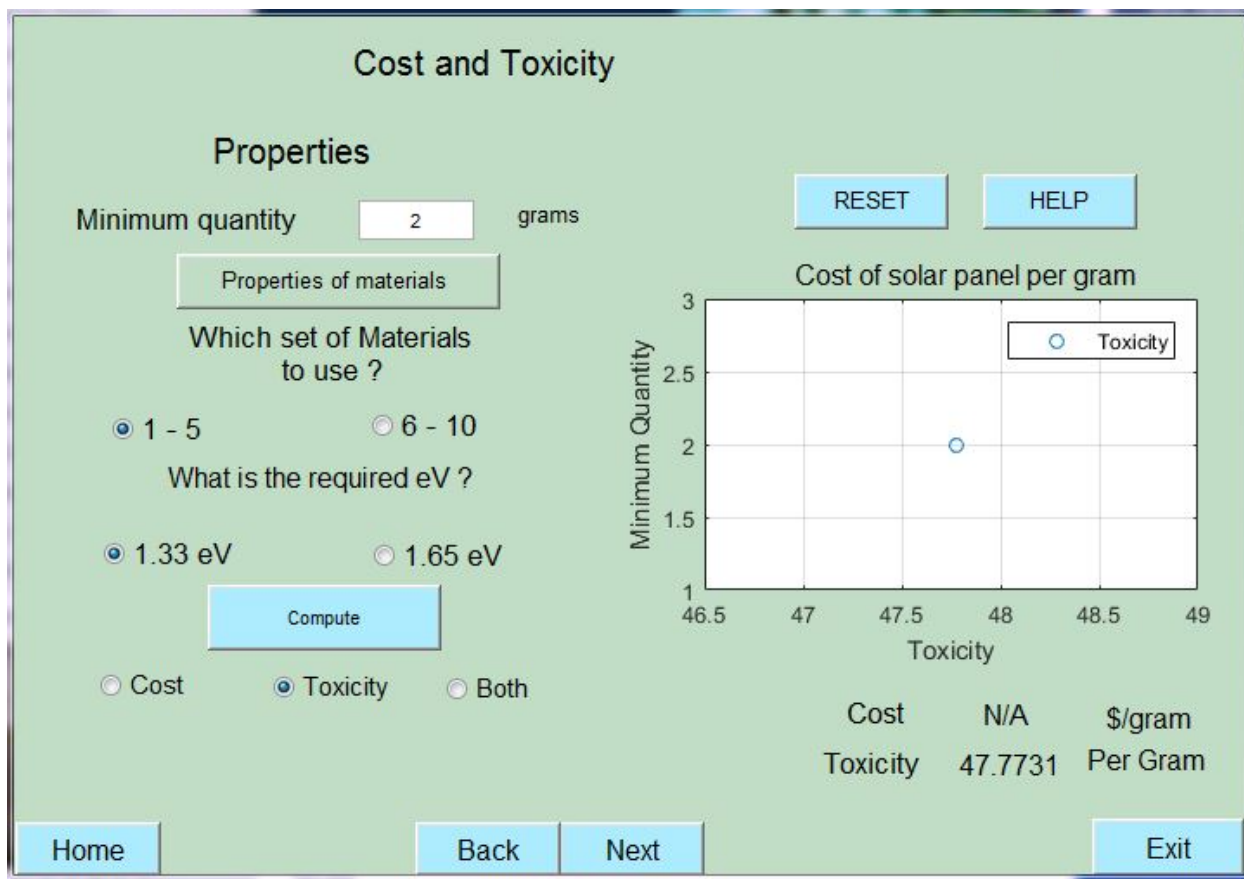 Cost and Toxicity
Properties
Minimum quantity 2 grams
Properties of materials
Which set of Materials
to use ?
1 - 5 6 - 10
What is the required eV ?
1.33 eV 1.65 eV
Compute
Cost Toxicity Both
RESET HELP
Cost of solar panel per gram
3
2.5
2
1.5
1
Minimum Quantity
Toxicity
46.5 47 47.5 48 48.5 49
Toxicity
Cost N/A $/gram
Toxicity 47.7731 Per Gram
Home Back Next Exit